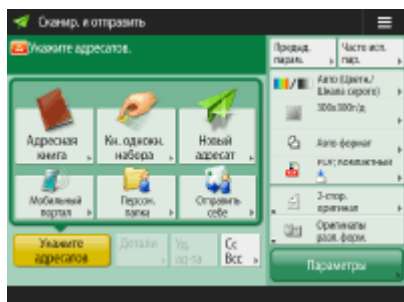 Сканир. и отправить
Укажите адресатов.
Предыд.
парам.
Часто исп.
пар.
Авто (Цветн./
Шкала серого)
300x300т/д
Адресная
книга
Кн. однокн.
набора
Новый
адресат
Авто формат
PDF; Компактный
Мобильный
портал
Персон.
папка
Отправить
себе
2-стор.
оригинал
Укажите
адресатов
Детали
Уд.
ад-та
Cc
Bcc
Оригиналы
разл. форм.
Параметры